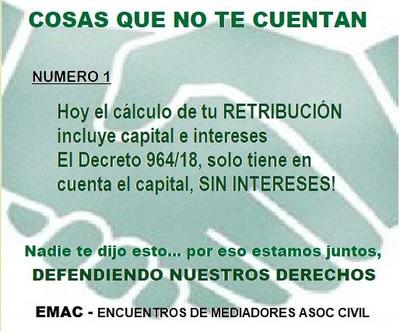 COSAS QUE NO TE CUENTAN
NUMERO 1
Hoy el cálculo de tu RETRIBUCIÓN
incluye capital e intereses
El Decreto 964/18, solo tiene en
cuenta el capital, SIN INTERESES!
Nadie te dijo esto... por eso estamos juntos,
DEFENDIENDO NUESTROS DERECHOS
EMAC - ENCUENTROS DE MEDIADORES ASOC CIVIL